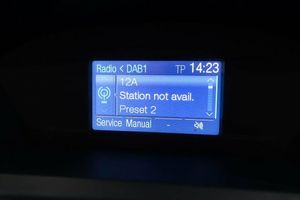 Radio < DAB1 TP 14:23
12A
Station not avail.
Preset 2
Service Manual -